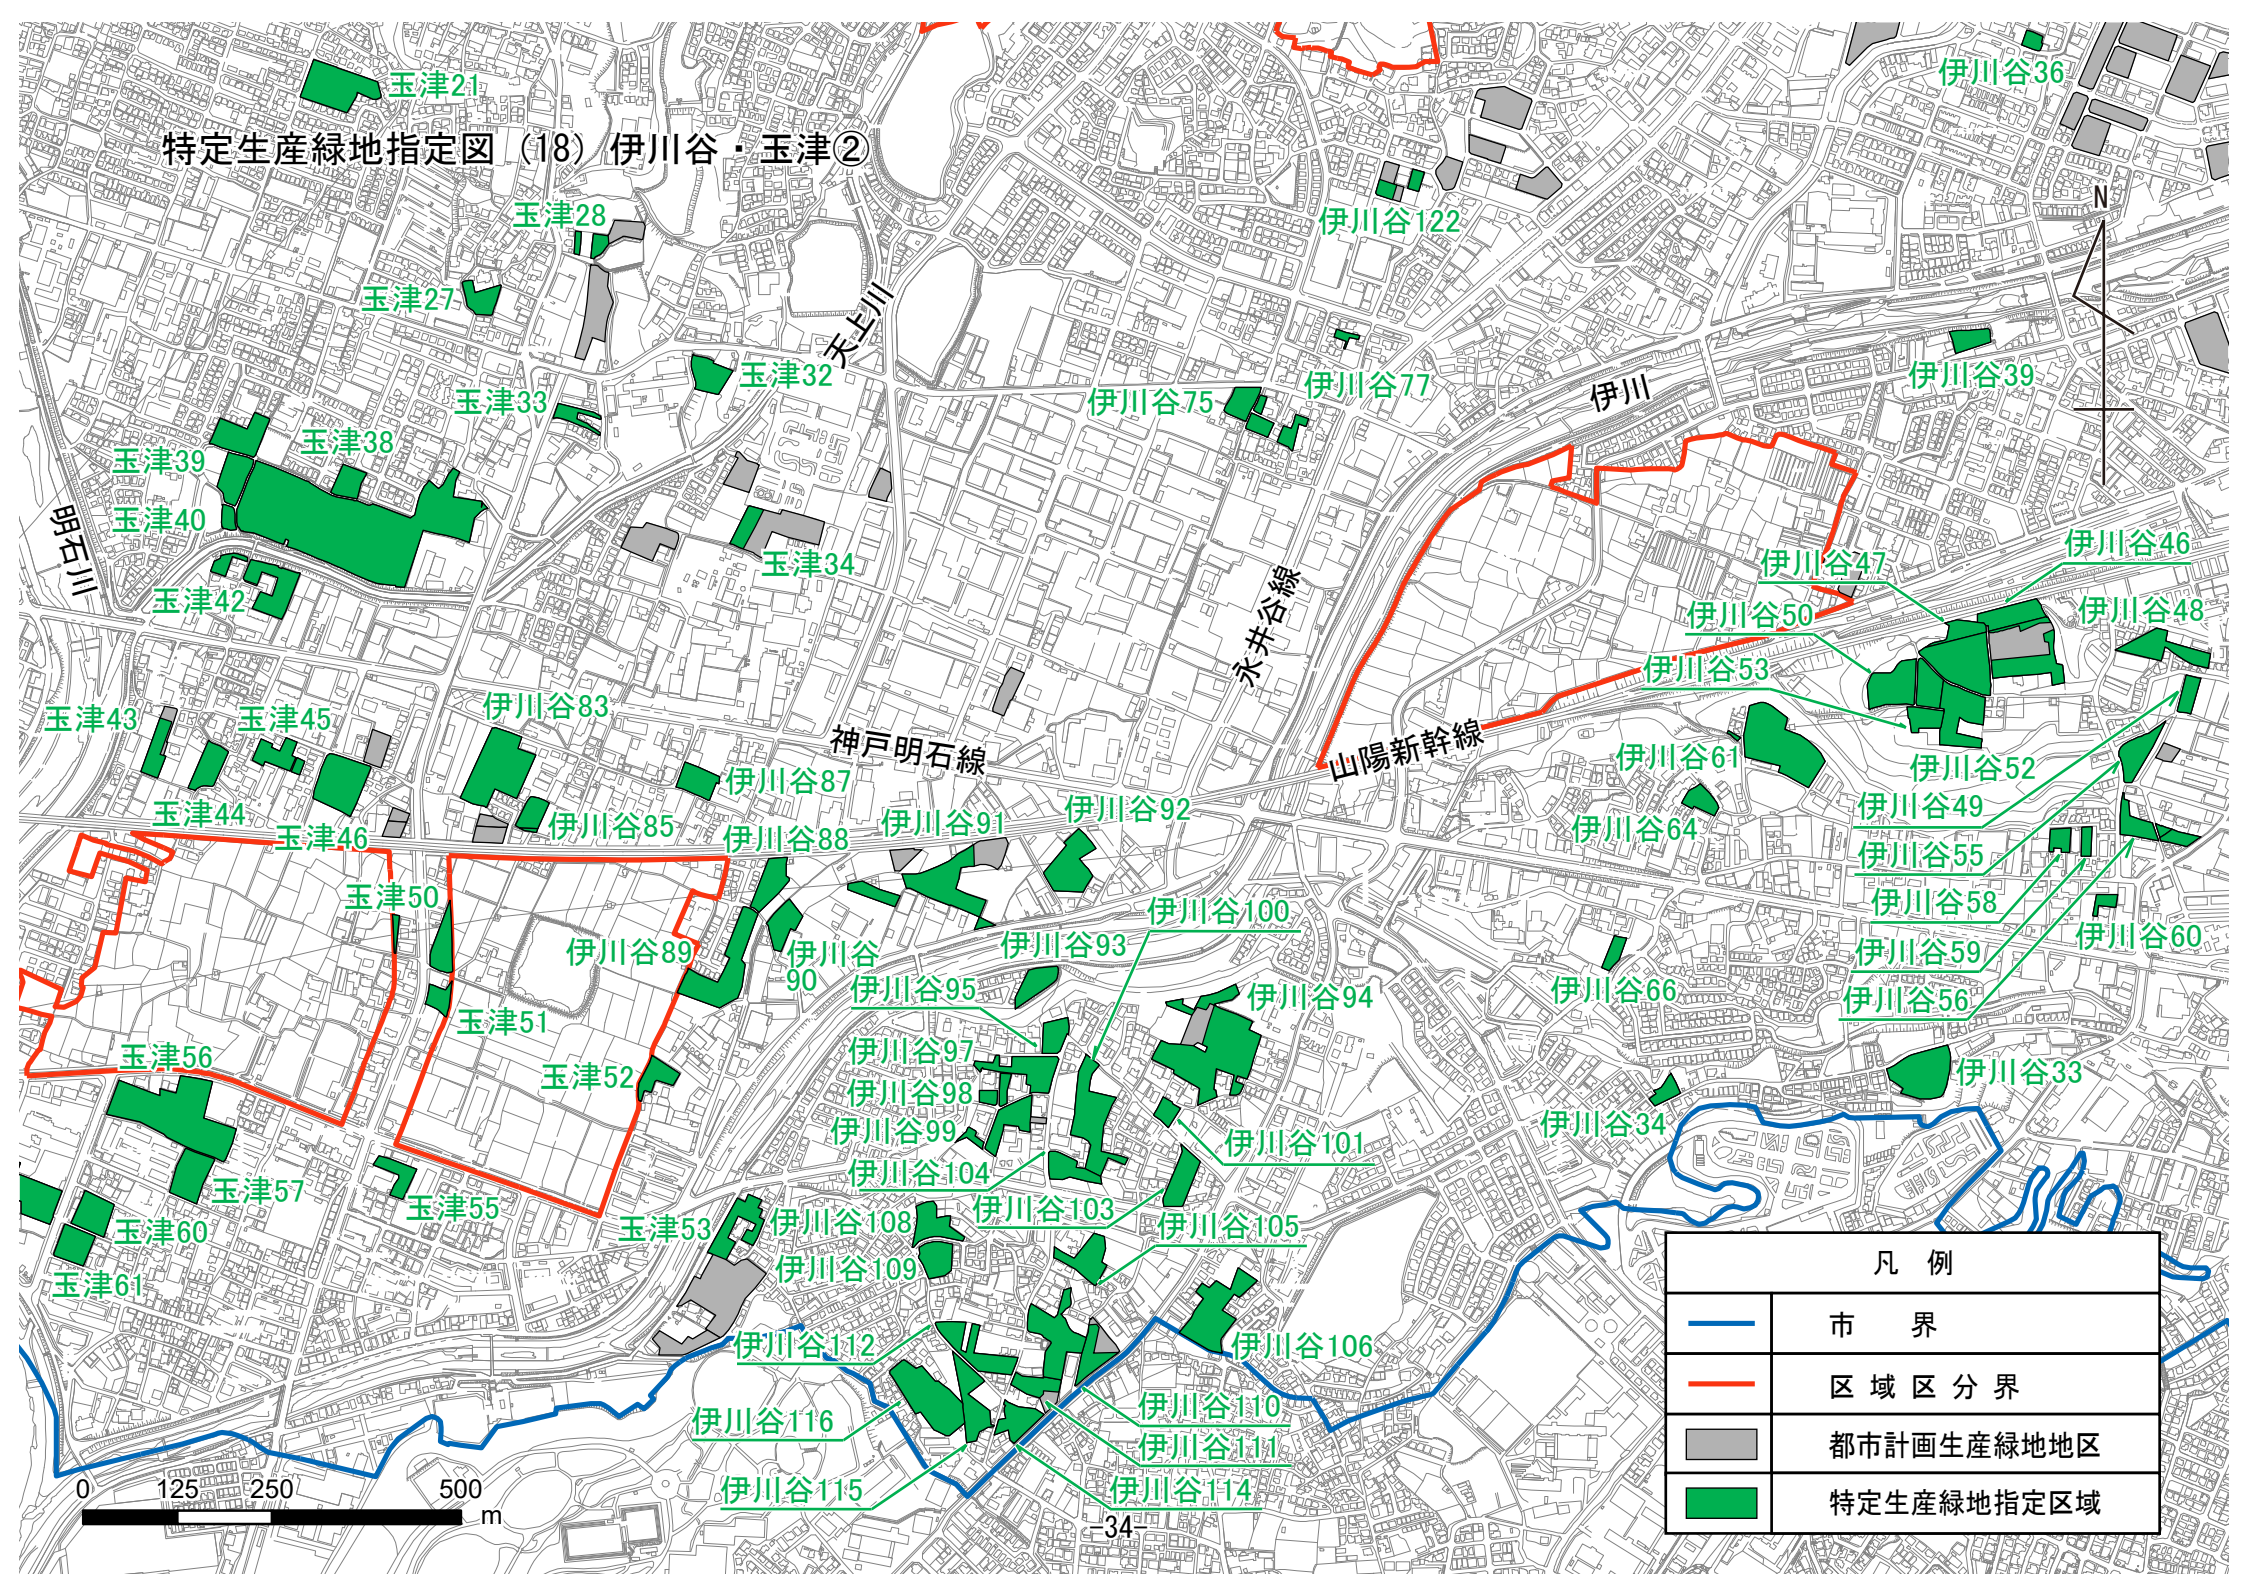 玉津21
伊川谷36
特定生産緑地指定図（18）伊川谷・玉津②
N
玉津28
伊川谷122
玉津27
天上川
玉津32
伊川谷77
伊川谷39
玉津33
伊川谷75
伊川
玉津38
玉津39
玉津40
明石川
玉津34
伊川谷46
伊川谷47
玉津42
永井谷線
伊川谷50
伊川谷48
伊川谷53
玉津43
玉津45
伊川谷83
神戸明石線
山陽新幹線
伊川谷61
伊川谷52
伊川谷87
伊川谷49
玉津44
玉津46
伊川谷85
伊川谷88
伊川谷91
伊川谷92
伊川谷64
伊川谷55
玉津50
伊川谷100
伊川谷58
伊川谷89
伊川谷
90
伊川谷93
伊川谷59
伊川谷60
伊川谷95
伊川谷94
伊川谷66
伊川谷56
玉津51
玉津56
伊川谷97
玉津52
伊川谷98
伊川谷33
伊川谷99
伊川谷101
伊川谷34
伊川谷104
玉津57
玉津55
伊川谷103
玉津60
玉津53
伊川谷108
伊川谷105
玉津61
伊川谷109
伊川谷112
伊川谷106
伊川谷116
伊川谷110
伊川谷111
伊川谷115
伊川谷114
凡 例
市 界
区域区分界
都市計画生産緑地地区
特定生産緑地指定区域
0 125 250 500
m
-34-